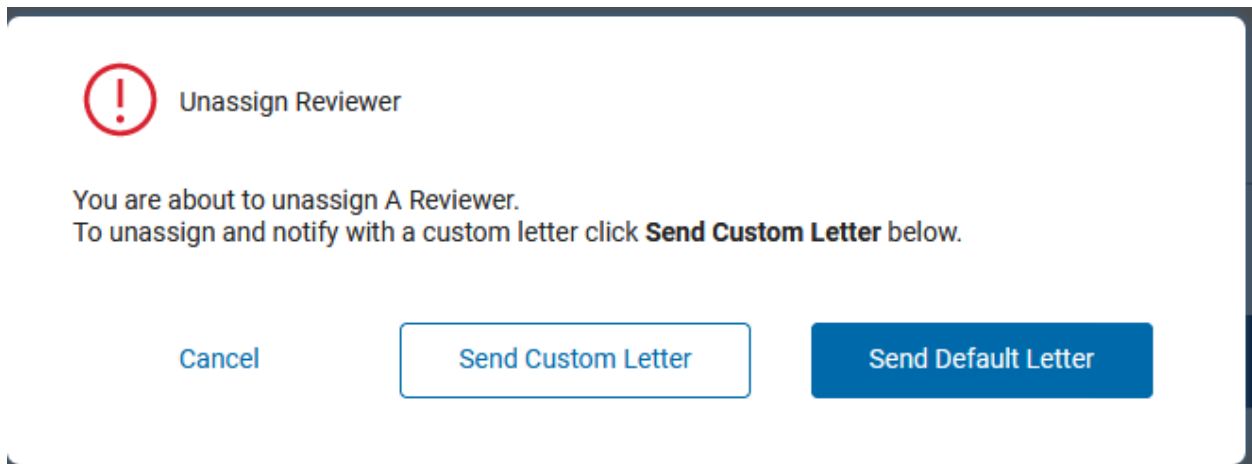 Unassign Reviewer
You are about to unassign A Reviewer.
To unassign and notify with a custom letter click Send Custom Letter below.
Cancel
Send Custom Letter
Send Default Letter